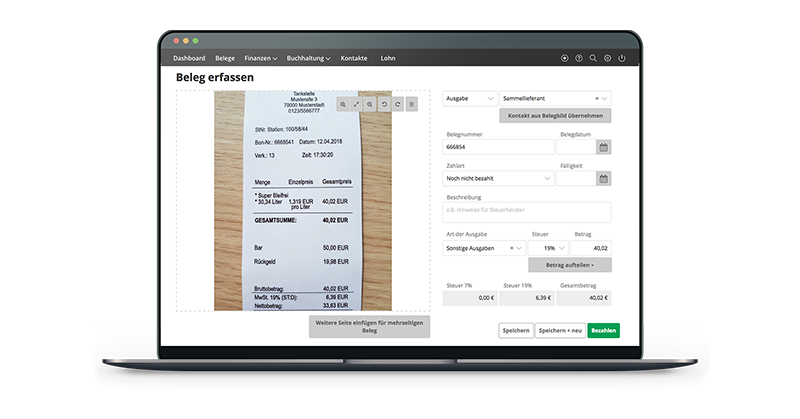 Dashboard Belege Finanzen Buchhaltung Kontakte Lohn
Beleg erfassen
Tankstelle
Musterstr. 3
79000 Musterstadt
0123/5566777
StNr. Station: 100/58/44
Bon-Nr.: 6668541 Datum: 12.04.2018
Verk.: 13 Zeit: 17:30:20
Menge Einzelpreis Gesamtpreis
* Super Bleifrei
* 30,34 Liter 1,319 EUR 40,02 EUR
pro Liter
GESAMTSUMME: 40,02 EUR
Bar 50,00 EUR
Rückgeld 19,98 EUR
Bruttobetrag: 40,02 EUR
MwSt. 19% (STD): 6,39 EUR
Nettobetrag: 33,63 EUR
Weitere Seite einfügen für mehrseitigen
Beleg
Ausgabe Sammellieferant
Kontakt aus Belegbild übernehmen
Belegnummer Belegdatum
666854
Zahlart Fälligkeit
Noch nicht bezahlt
Beschreibung
z.B. Hinweise für Steuerberater
Art der Ausgabe Steuer Betrag
Sonstige Ausgaben 19% 40,02
Betrag aufteilen
Steuer 7% Steuer 19% Gesamtbetrag
0,00 € 6,39 € 40,02 €
Speichern Speichern + neu Bezahlen